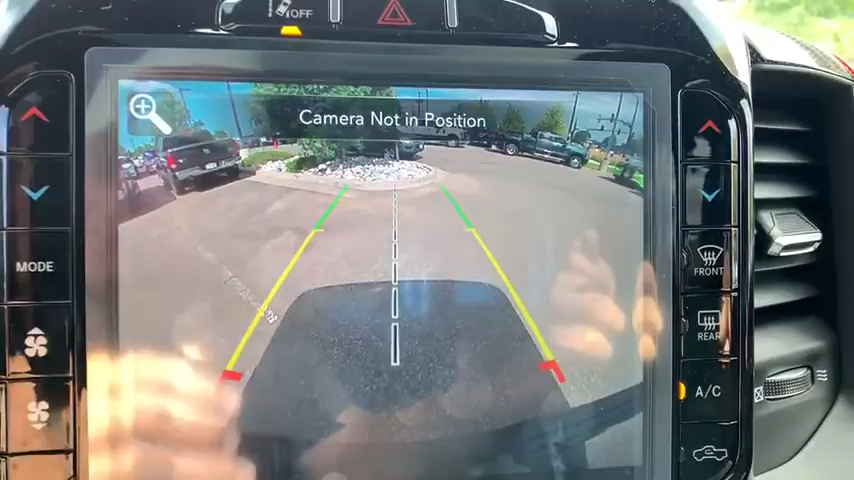 OFF
Camera Not in Position
MODE
FRONT
REAR
A/C